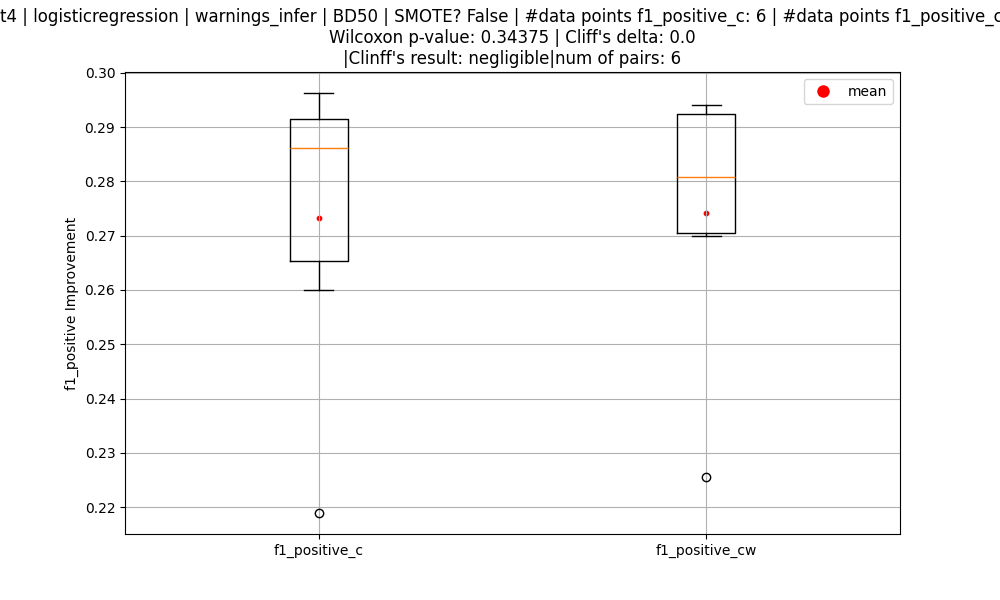 t4 | logisticregression | warnings_infer | BD50 | SMOTE? False | #data points f1_positive_c: 6 | #data points f1_positive_c
Wilcoxon p-value: 0.34375 | Cliff's delta: 0.0
|Clinff's result: negligible|num of pairs: 6
mean
0.30
0.29
0.28
0.27
0.26
0.25
0.24
0.23
0.22
f1_positive Improvement
f1_positive_c
f1_positive_cw